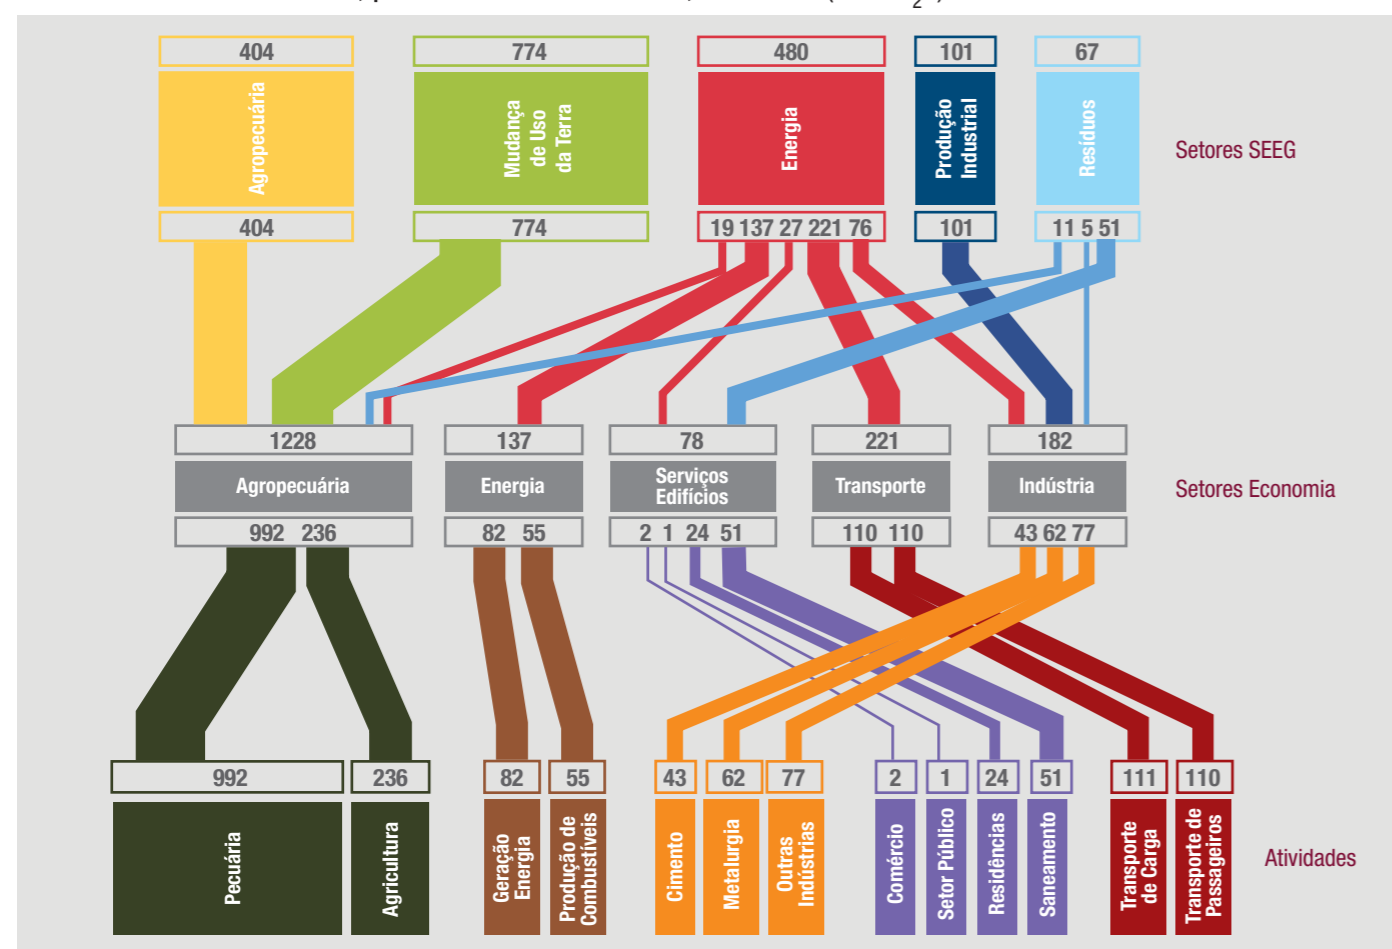 2
404 774 480 101 67
Agropecuária
Mudança
de Uso
da Terra
Energia
Produção
Industrial
Resíduos
Setores SEEG
404 774 19 137 27 221 76 101 11 5 51
1228 137 78 221 182
Agropecuária
Energia
Serviços
Edifícios
Transporte
Indústria
Setores Economia
992 236 82 55 2 1 24 51 110 110 43 62 77
992 236 82 55 43 62 77 2 1 24 51 111 110
Pecuária
Agricultura
Geração
Energia
Produção de
Combustíveis
Cimento
Metalurgia
Outras
Indústrias
Comércio
Setor Público
Residências
Saneamento
Transporte
de Carga
Transporte de
Passageiros
Atividades